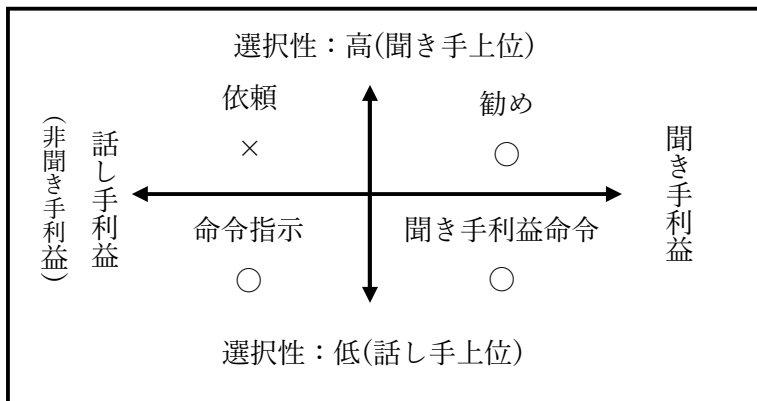 選択性：高(聞き手上位)
依頼
勧め
×
○
話し手利益
(非聞き手利益)
聞き手利益
命令指示
聞き手利益命令
○
○
選択性：低(話し手上位)